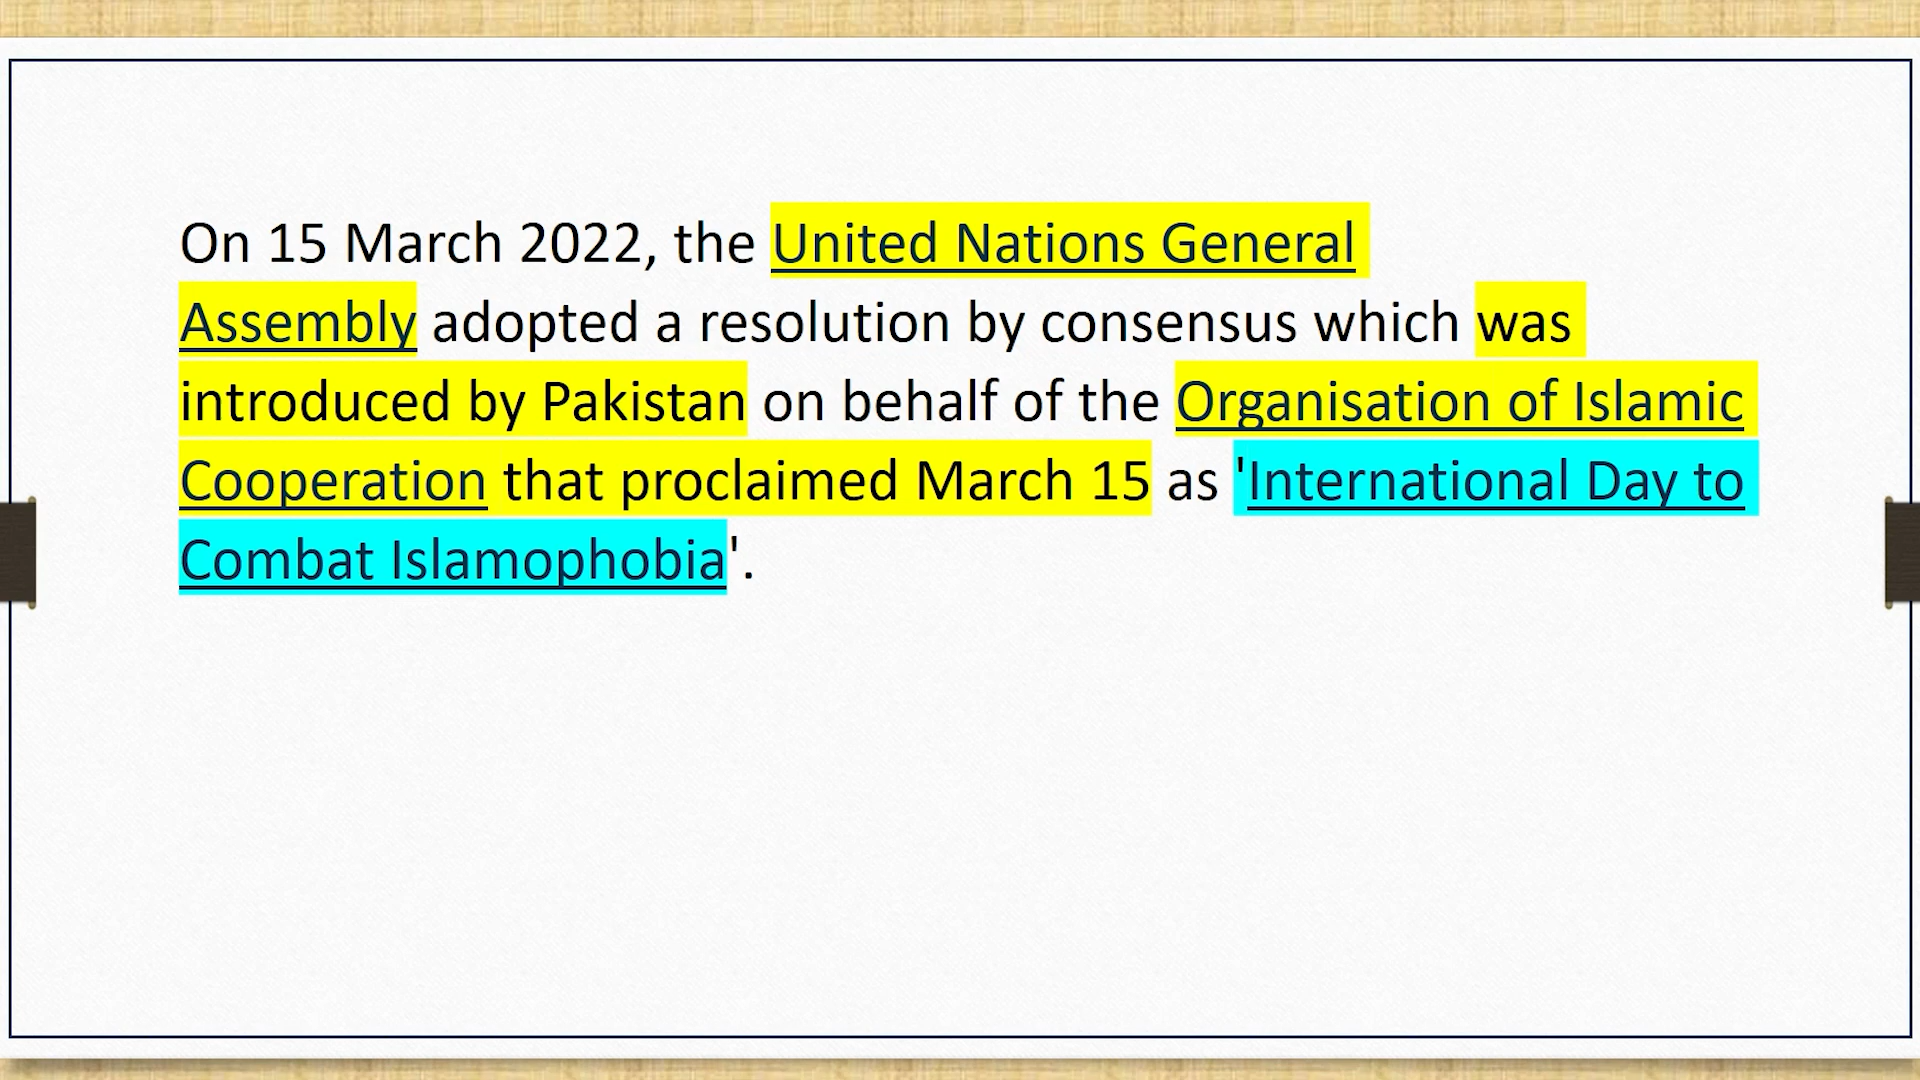 On 15 March 2022, the United Nations General
Assembly adopted a resolution by consensus which was
introduced by Pakistan on behalf of the Organisation of Islamic
Cooperation that proclaimed March 15 as 'International Day to
Combat Islamophobia'.